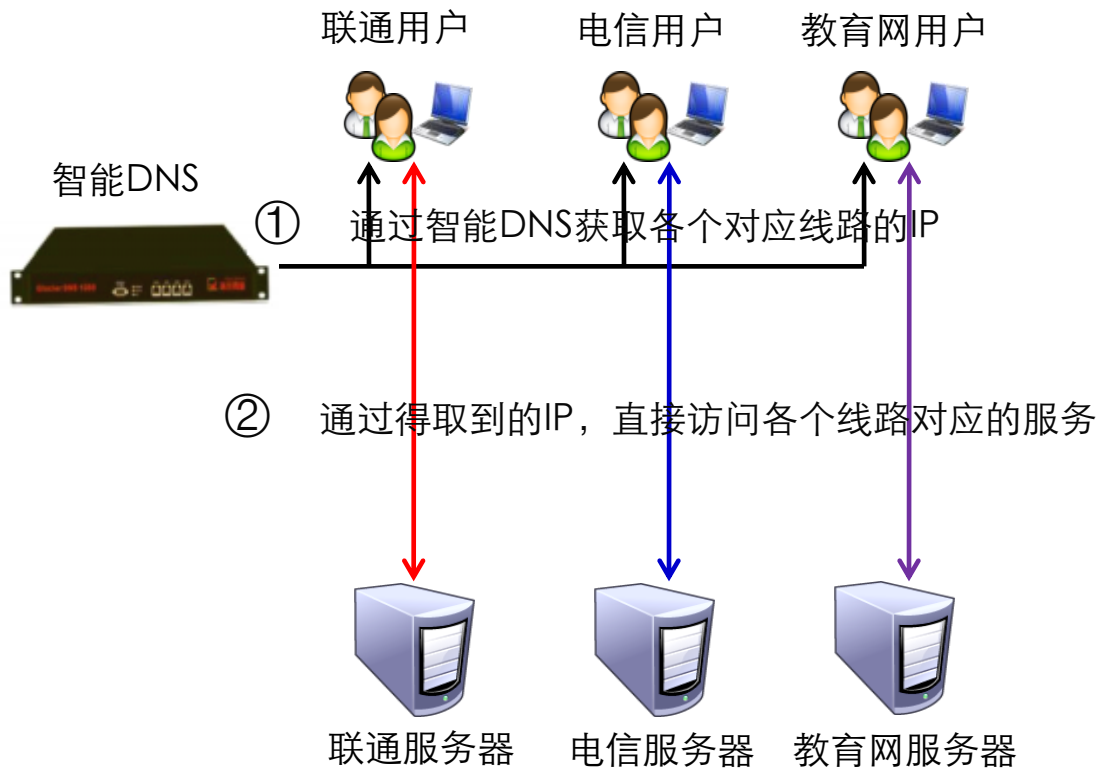 联通用户 电信用户 教育网用户
智能DNS
① 通过智能DNS获取各个对应线路的IP
② 通过得取到的IP，直接访问各个线路对应的服务
联通服务器 电信服务器 教育网服务器